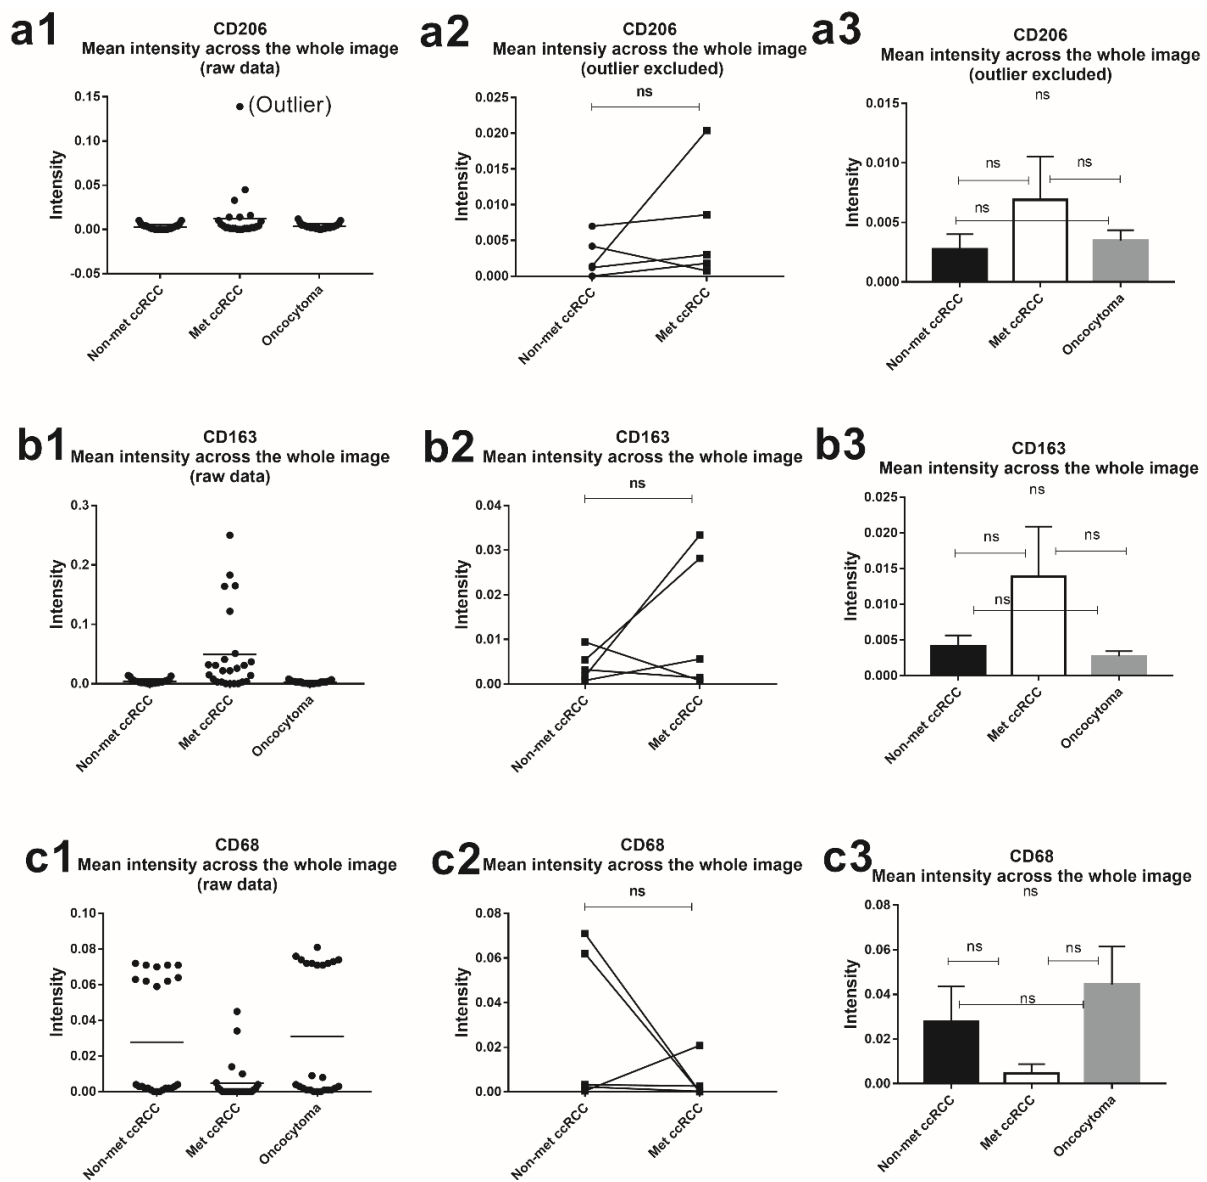 a1
CD206
Mean intensity across the whole image
(raw data)
0.15
0.10
0.05
0.00
-0.05
Intensity
(Outlier)
Non-met ccRCC
Met ccRCC
Oncocytoma
a2
CD206
Mean intensiy across the whole image
(outlier excluded)
ns
0.025
0.020
0.015
0.010
0.005
0.000
Intensity
Non-met ccRCC
Met ccRCC
a3
CD206
Mean intensity across the whole image
(outlier excluded)
ns
0.015
0.010
0.005
0.000
Intensity
ns
ns
ns
Non-met ccRCC
Met ccRCC
Oncocytoma
b1
CD163
Mean intensity across the whole image
(raw data)
0.3
0.2
0.1
0.0
Intensity
Non-met ccRCC
Met ccRCC
Oncocytoma
b2
CD163
Mean intensity across the whole image
ns
0.04
0.03
0.02
0.01
0.00
Intensity
Non-met ccRCC
Met ccRCC
b3
CD163
Mean intensity across the whole image
ns
0.025
0.020
0.015
0.010
0.005
0.000
Intensity
ns
ns
ns
Non-met ccRCC
Met ccRCC
Oncocytoma
c1
CD68
Mean intensity across the whole image
(raw data)
0.10
0.08
0.06
0.04
0.02
0.00
Intensity
Non-met ccRCC
Met ccRCC
Oncocytoma
c2
CD68
Mean intensity across the whole image
ns
0.08
0.06
0.04
0.02
0.00
Intensity
Non-met ccRCC
Met ccRCC
c3
CD68
Mean intensity across the whole image
ns
0.08
0.06
0.04
0.02
0.00
Intensity
ns
ns
ns
Non-met ccRCC
Met ccRCC
Oncocytoma